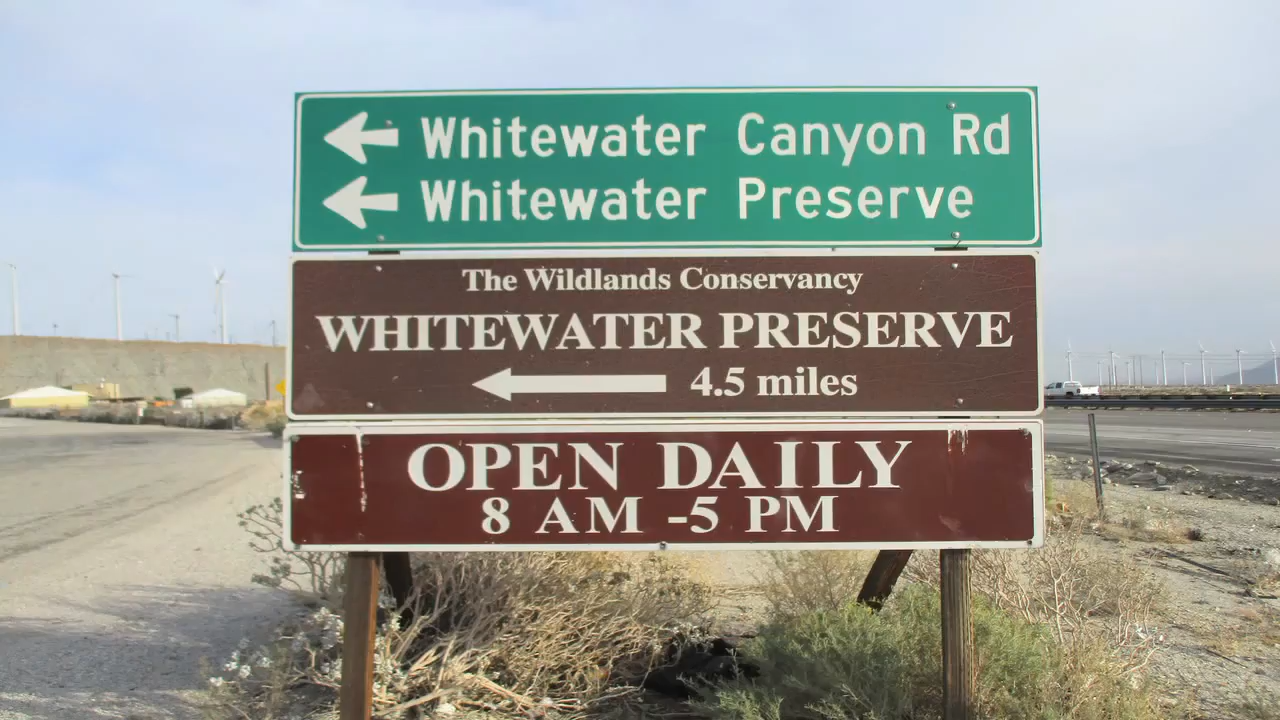 Whitewater Canyon Rd
Whitewater Preserve
The Wildlands Conservancy
WHITEWATER PRESERVE
4.5 miles
OPEN DAILY
8 AM -5 PM